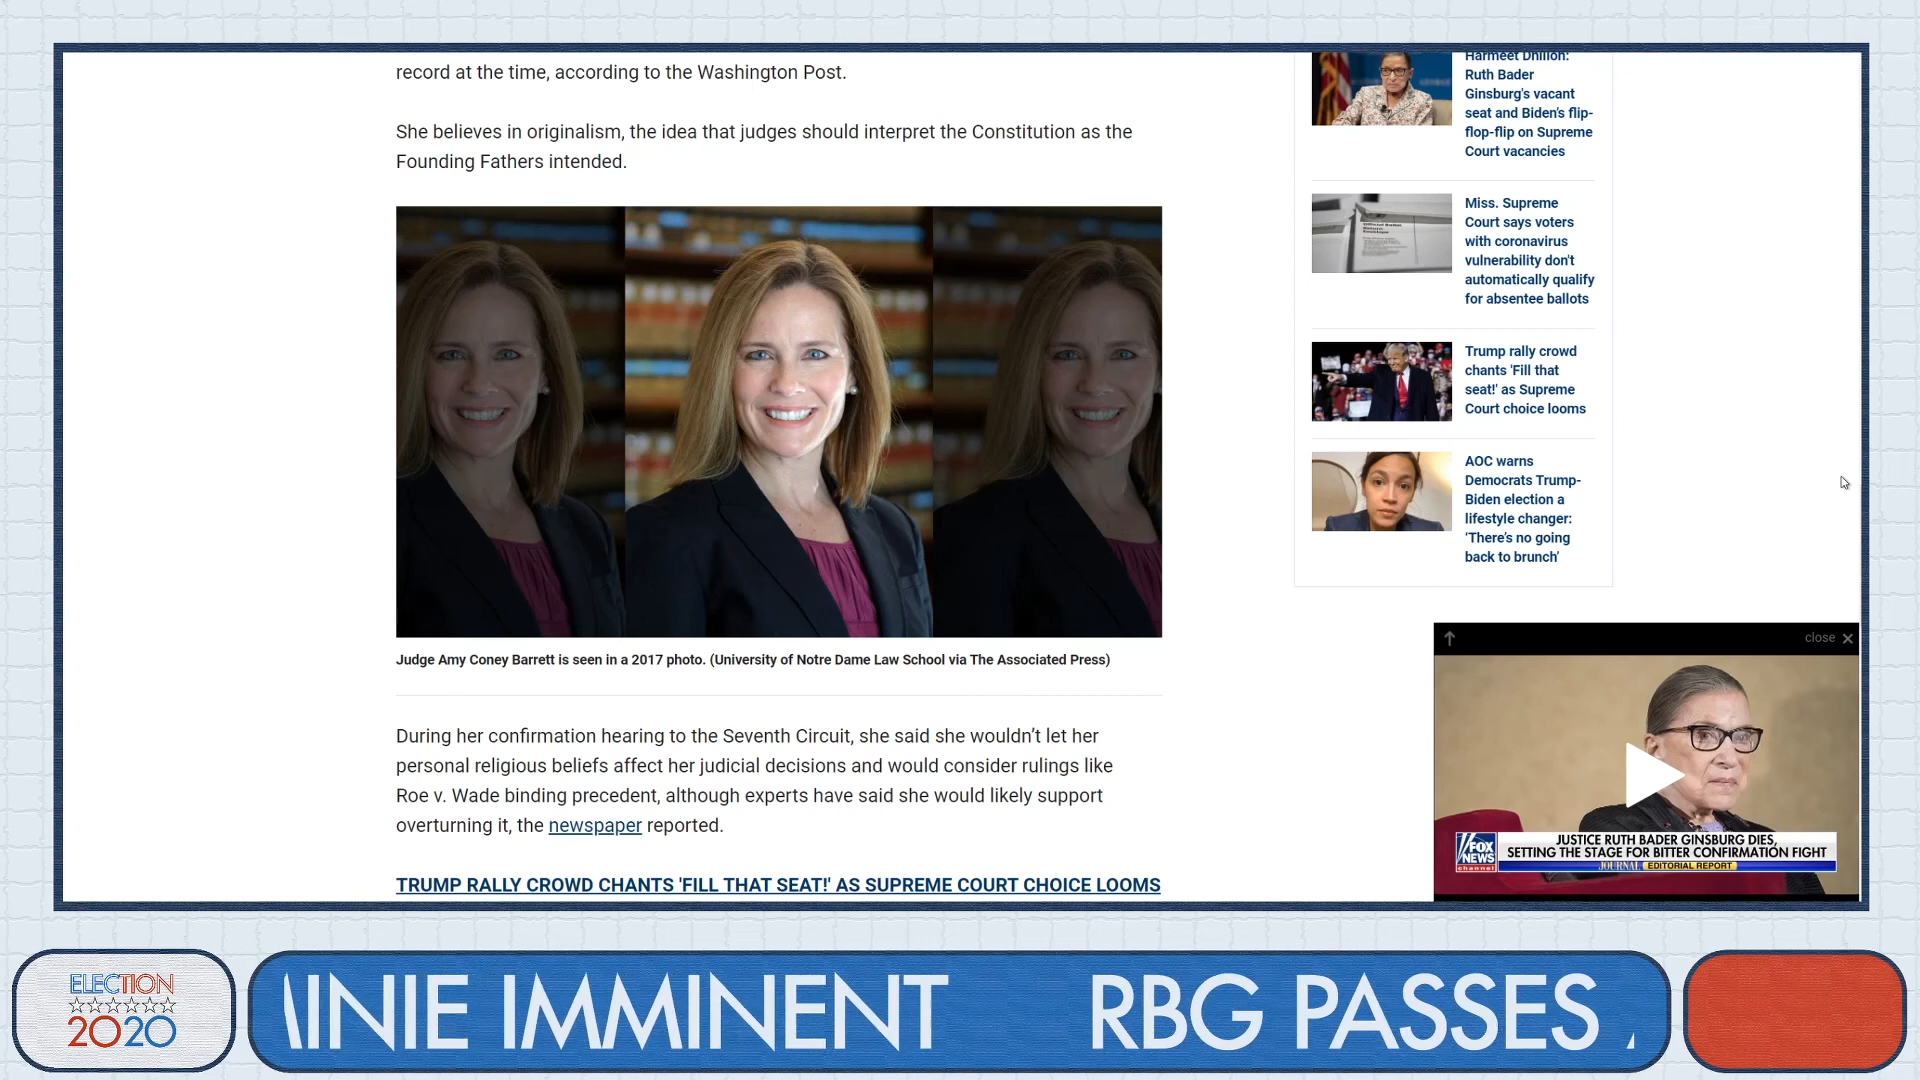 record at the time, according to the Washington Post.
She believes in originalism, the idea that judges should interpret the Constitution as the
Founding Fathers intended.
Judge Amy Coney Barrett is seen in a 2017 photo. (University of Notre Dame Law School via The Associated Press)
During her confirmation hearing to the Seventh Circuit, she said she wouldn’t let her
personal religious beliefs affect her judicial decisions and would consider rulings like
Roe v. Wade binding precedent, although experts have said she would likely support
overturning it, the newspaper reported.
TRUMP RALLY CROWD CHANTS 'FILL THAT SEAT!' AS SUPREME COURT CHOICE LOOMS
Harmeet Dhillon:
Ruth Bader
Ginsburg's vacant
seat and Biden’s flip-
flop-flip on Supreme
Court vacancies
Miss. Supreme
Court says voters
with coronavirus
vulnerability don't
automatically qualify
for absentee ballots
Trump rally crowd
chants 'Fill that
seat!' as Supreme
Court choice looms
AOC warns
Democrats Trump-
Biden election a
lifestyle changer:
‘There’s no going
back to brunch’
close
JUSTICE RUTH BADER GINSBURG DIES,
SETTING THE STAGE FOR BITTER CONFIRMATION FIGHT
FOX
NEWS
channel
JOURNAL EDITORIAL REPORT
ELECTION
2020
INIE IMMINENT RBG PASSES